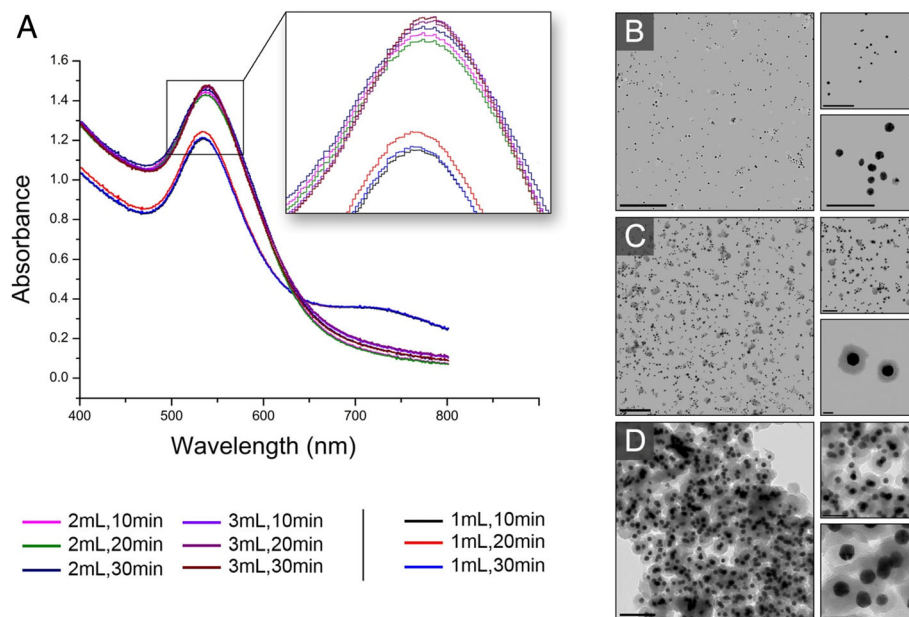 A
1.6
1.4
1.2
1.0
0.8
0.6
0.4
0.2
0.0
Absorbance
400 500 600 700 800
Wavelength (nm)
2mL,10min 3mL,10min 1mL,10min
2mL,20min 3mL,20min 1mL,20min
2mL,30min 3mL,30min 1mL,30min
B
C
D